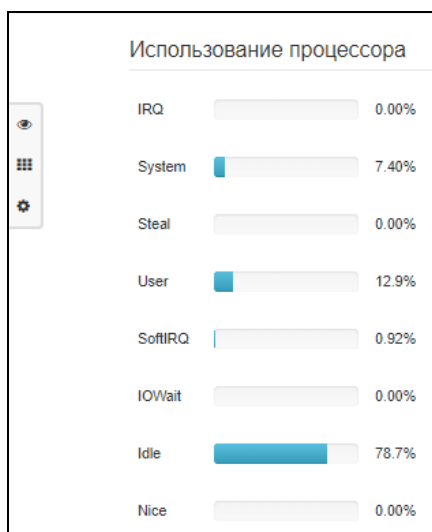 Использование процессора
IRQ 0.00%
System 7.40%
Steal 0.00%
User 12.9%
SoftIRQ 0.92%
IOWait 0.00%
Idle 78.7%
Nice 0.00%